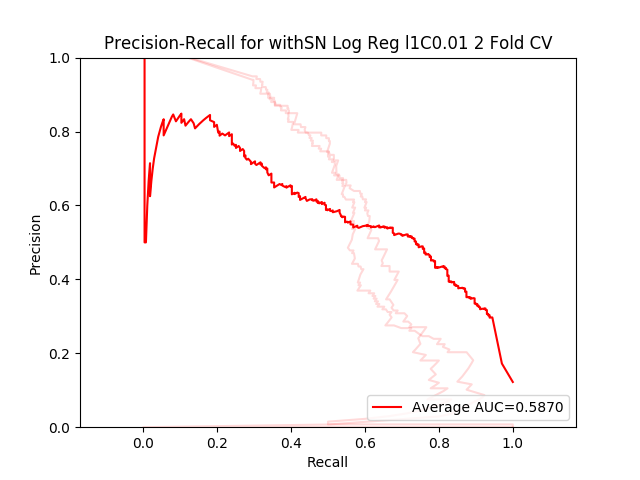 Precision-Recall for withSN Log Reg l1C0.01 2 Fold CV
1.0
0.8
0.6
0.4
0.2
0.0
Precision
Average AUC=0.5870
0.0 0.2 0.4 0.6 0.8 1.0
Recall